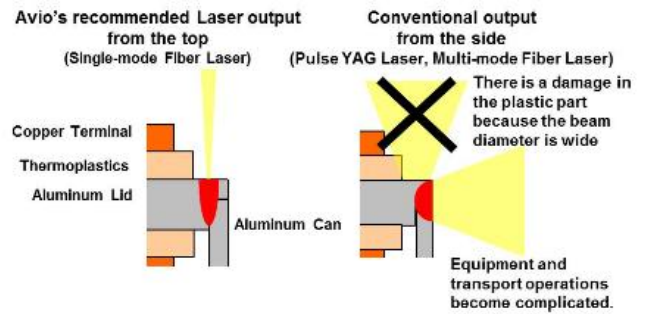 Avio's recommended Laser output
from the top
(Single-mode Fiber Laser)
Conventional output
from the side
(Pulse YAG Laser, Multi-mode Fiber Laser)
There is a damage in
the plastic part
because the beam
diameter is wide
Copper Terminal
Thermoplastics
Aluminum Lid
Aluminum Can
Equipment and
transport operations
become complicated.